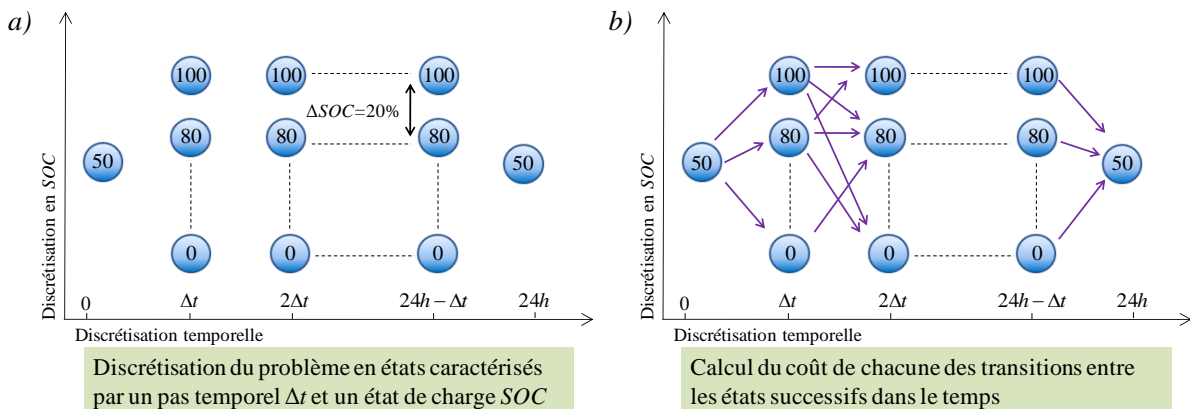 a)
Discrétisation en SOC
100
100
100
ΔSOC=20%
80
80
80
50
50
0
0
0
0
Δt
2Δt
24h – Δt
24h
Discrétisation temporelle
Discrétisation du problème en états caractérisés
par un pas temporel Δt et un état de charge SOC
b)
Discrétisation en SOC
100
100
100
80
80
80
50
50
0
0
0
0
Δt
2Δt
24h – Δt
24h
Discrétisation temporelle
Calcul du coût de chacune des transitions entre
les états successifs dans le temps